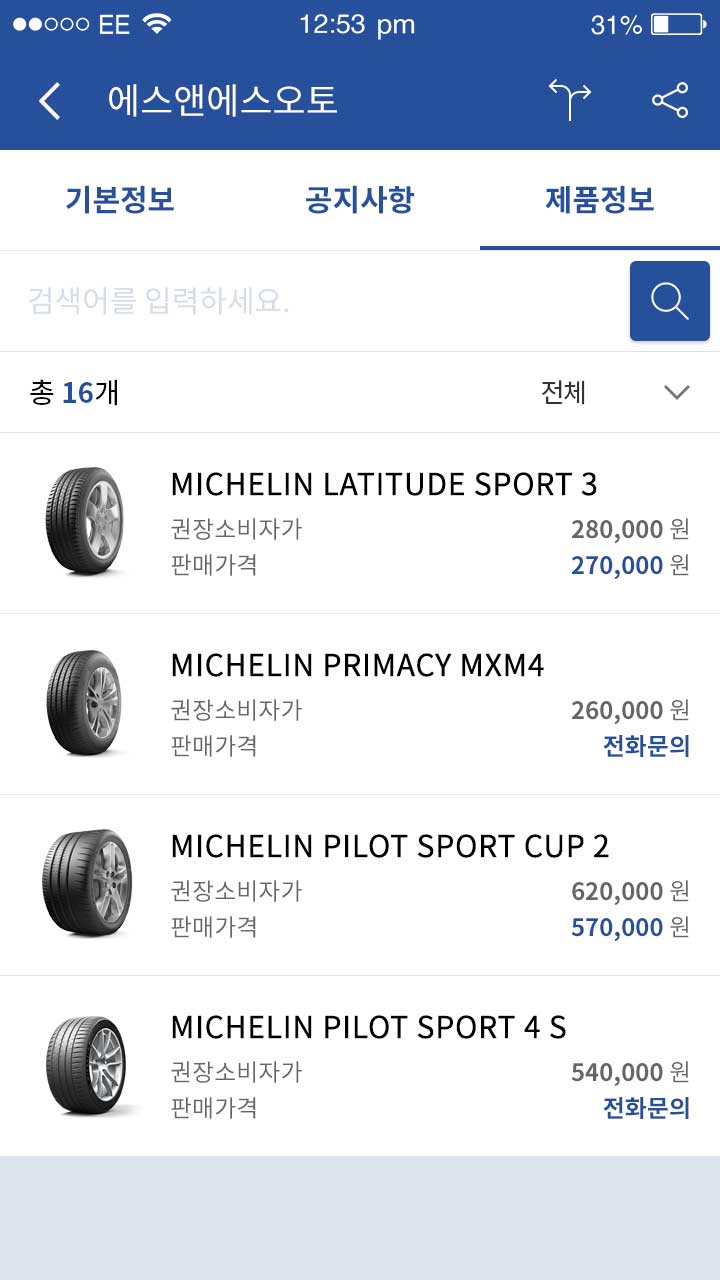 EE 12:53 pm 31%
에스앤에스오토
기본정보 공지사항 제품정보
검색어를 입력하세요.
총 16개 전체
MICHELIN LATITUDE SPORT 3
권장소비자가 280,000 원
판매가격 270,000 원
MICHELIN PRIMACY MXM4
권장소비자가 260,000 원
판매가격 전화문의
MICHELIN PILOT SPORT CUP 2
권장소비자가 620,000 원
판매가격 570,000 원
MICHELIN PILOT SPORT 4 S
권장소비자가 540,000 원
판매가격 전화문의